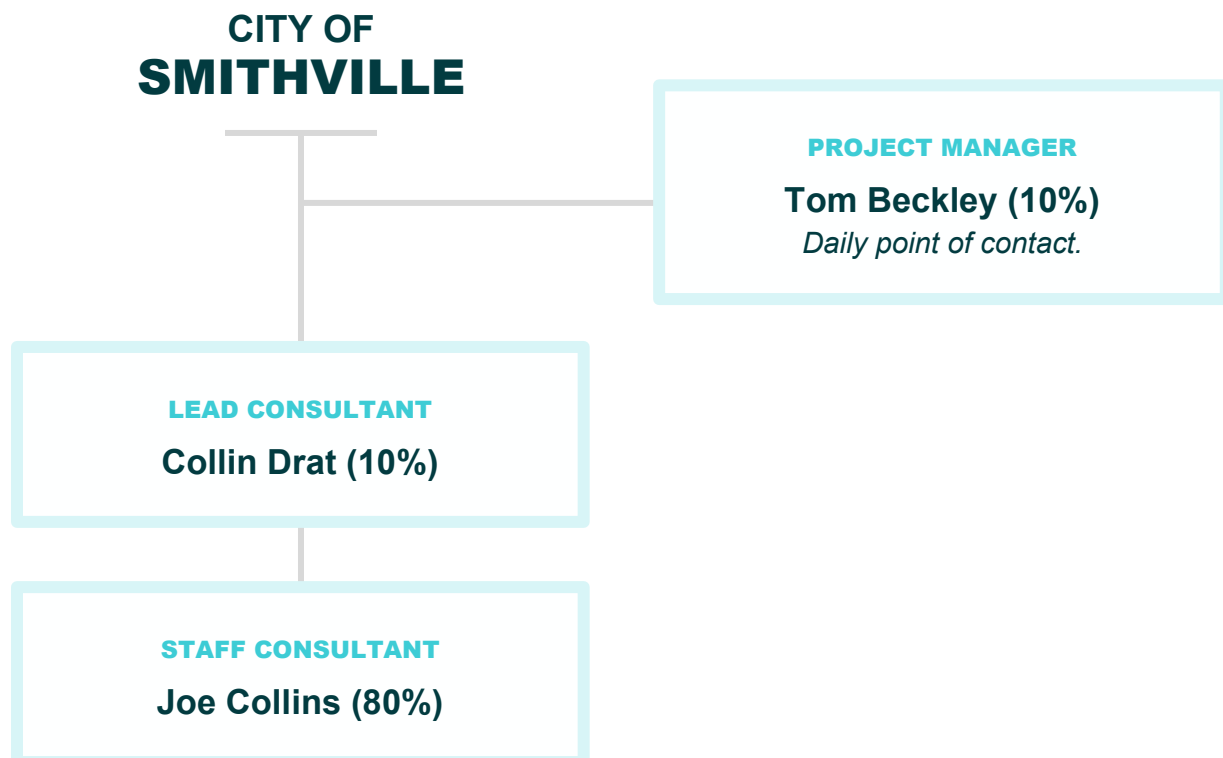 CITY OF
SMITHVILLE
PROJECT MANAGER
Tom Beckley (10%)
Daily point of contact.
LEAD CONSULTANT
Collin Drat (10%)
STAFF CONSULTANT
Joe Collins (80%)